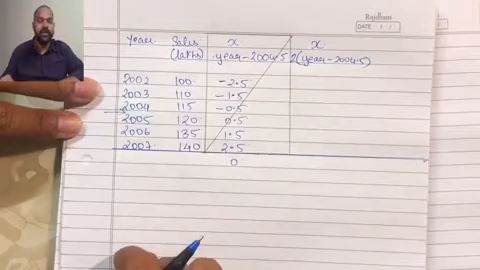 Rajdhani
DATE / /
Year Sales x x
(lakhs) year-2004.5 2(year-2004.5)
2002 100 -2.5
2003 110 -1.5
2004 115 -0.5
2005 120 0.5
2006 135 1.5
2007 140 2.5
0